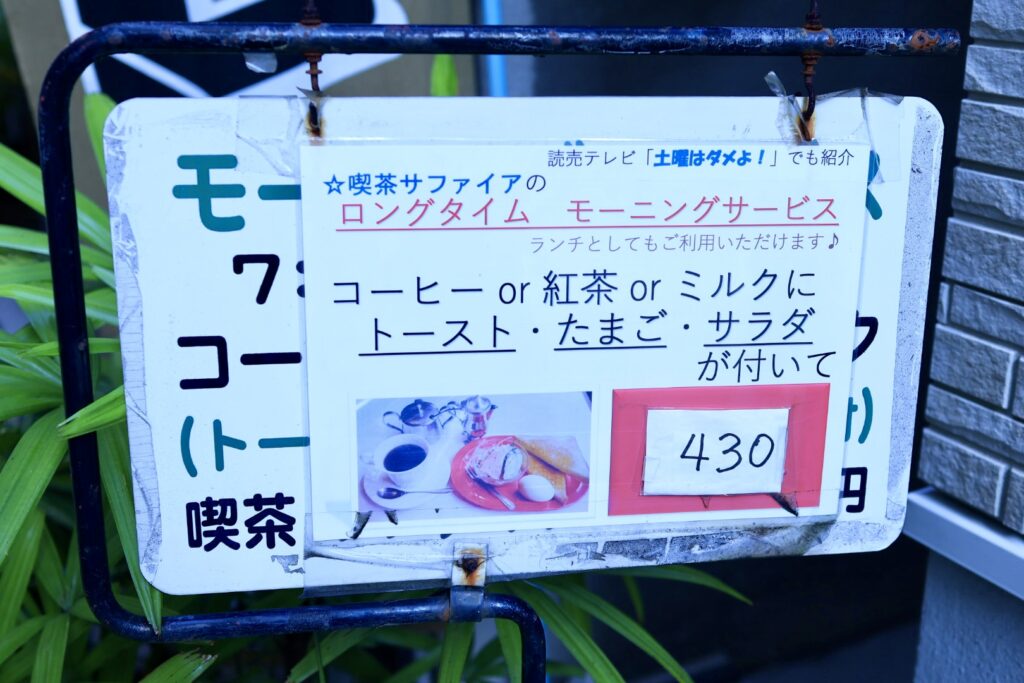 読売テレビ「土曜はダメよ！」でも紹介
☆喫茶サファイアの
ロングタイム　モーニングサービス
ランチとしてもご利用いただけます♪
コーヒー or 紅茶 or ミルクに
トースト・たまご・サラダ
が付いて
430
モー
ス
7:
コー
ク
(トー
付)
喫茶
円